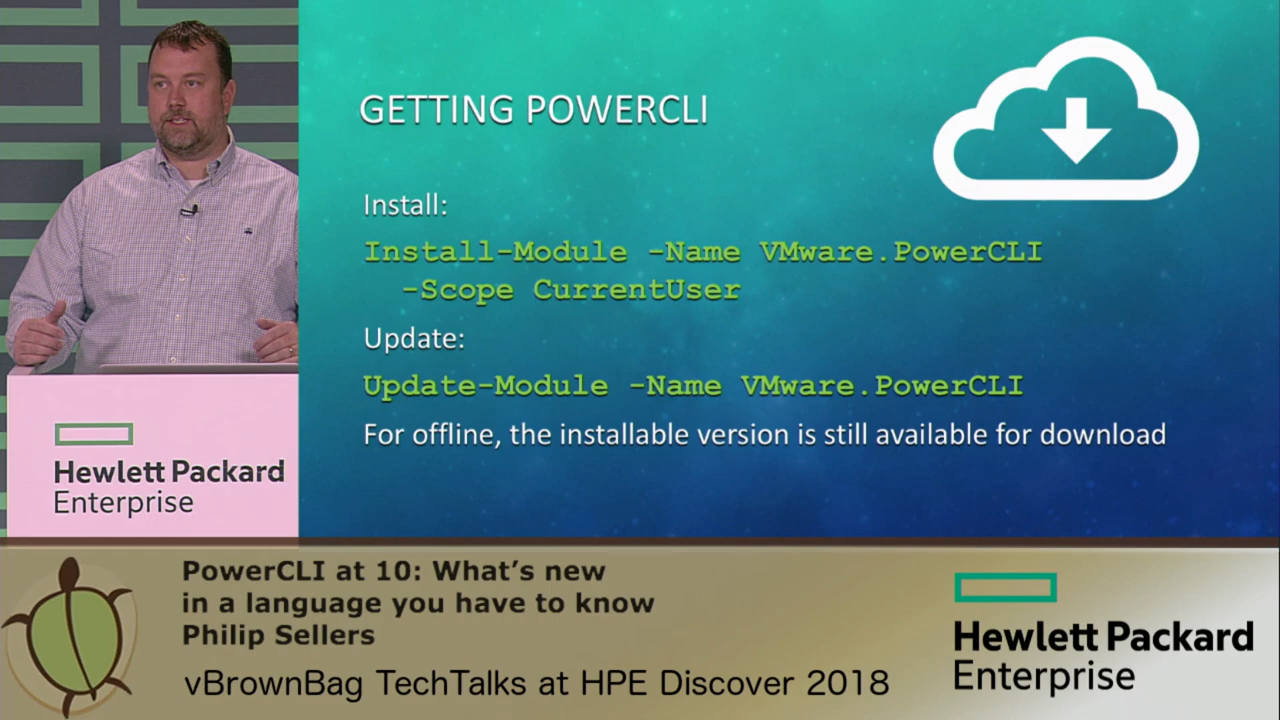 GETTING POWERCLI
Install:
Install-Module -Name VMware.PowerCLI
-Scope CurrentUser
Update:
Update-Module -Name VMware.PowerCLI
For offline, the installable version is still available for download
Hewlett Packard
Enterprise
PowerCLI at 10: What's new
in a language you have to know
Philip Sellers
vBrownBag TechTalks at HPE Discover 2018
Hewlett Packard
Enterprise